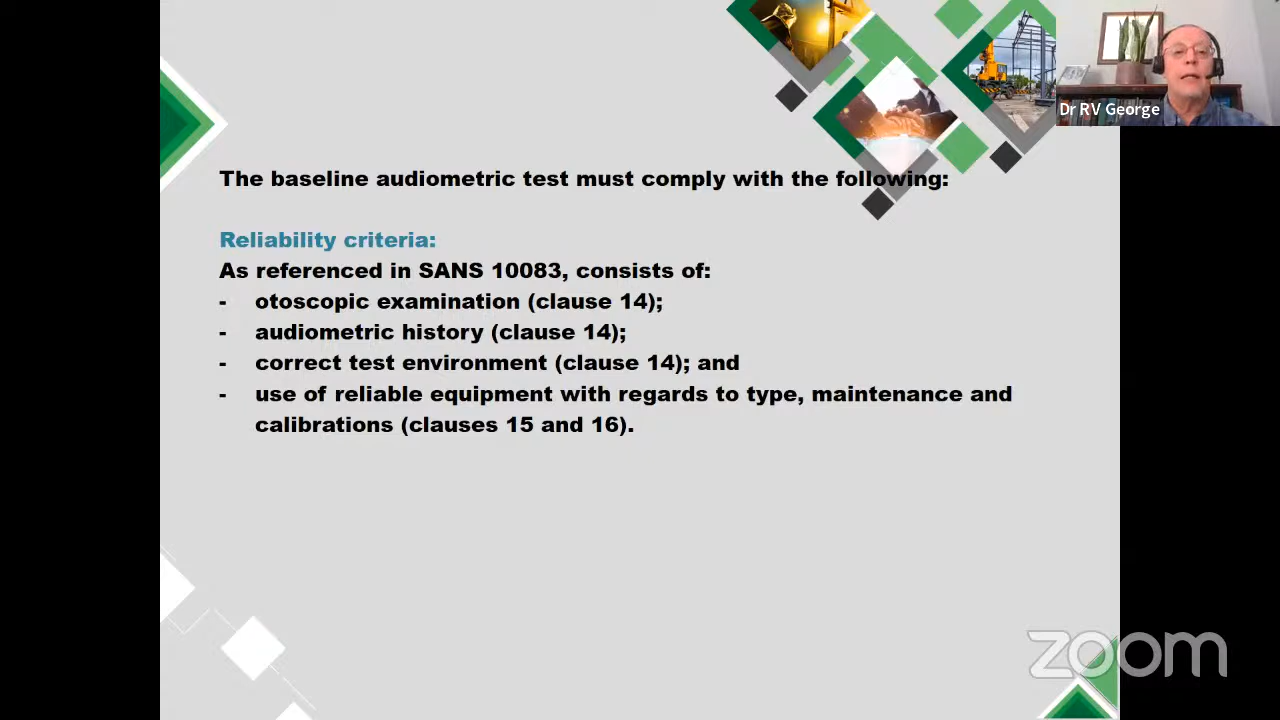 Dr RV George
The baseline audiometric test must comply with the following:
Reliability criteria:
As referenced in SANS 10083, consists of:
- otoscopic examination (clause 14);
- audiometric history (clause 14);
- correct test environment (clause 14); and
- use of reliable equipment with regards to type, maintenance and
calibrations (clauses 15 and 16).
zoom